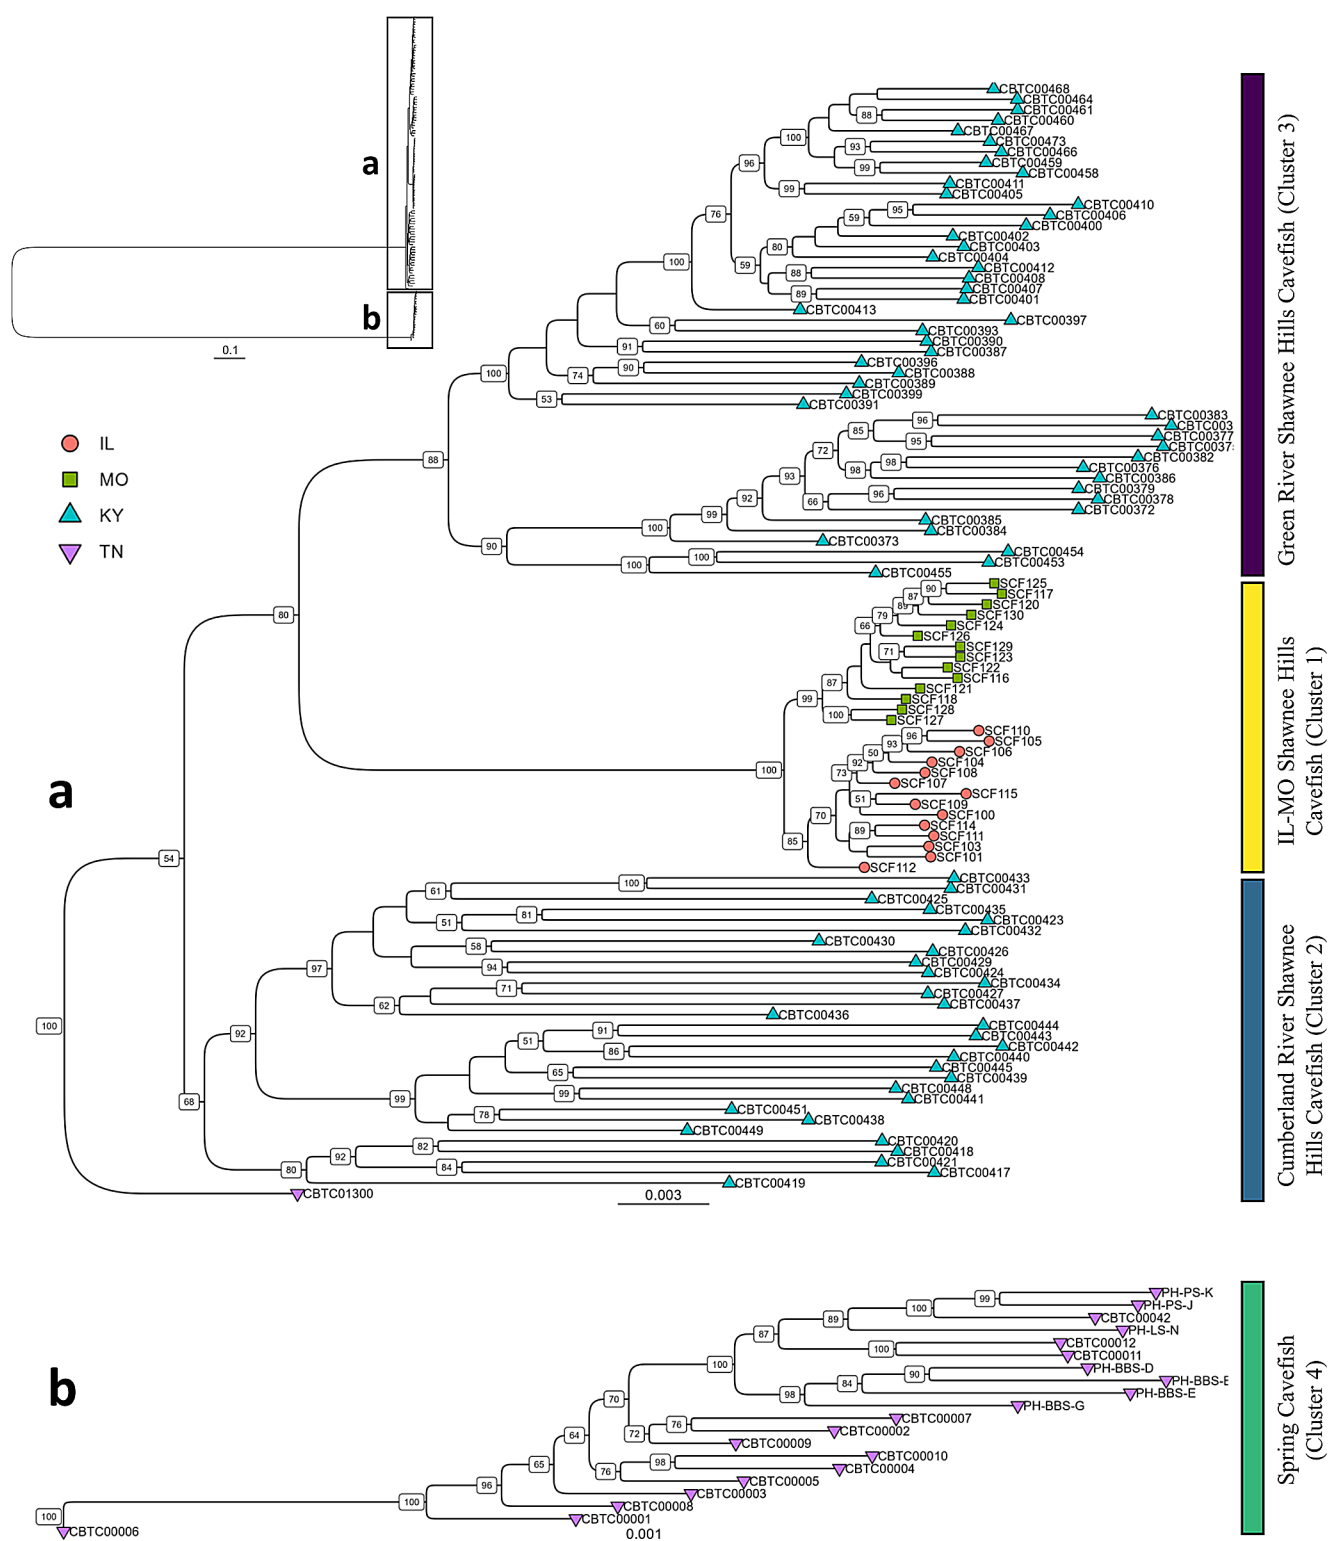 a
b
0.1
IL
MO
KY
TN
CBTC00468
CBTC00464
CBTC00461
88
CBTC00460
100
CBTC00467
CBTC00473
93
CBTC00466
96
CBTC00459
99
CBTC00458
CBTC00411
99
CBTC00405
76
CBTC00410
95
CBTC00406
59
CBTC00400
CBTC00402
80
CBTC00403
CBTC00404
100
59
CBTC00412
88
CBTC00408
CBTC00407
89
CBTC00401
CBTC00413
CBTC00397
60
CBTC00393
CBTC00390
91
CBTC00387
CBTC00396
90
CBTC00388
100
74
CBTC00389
CBTC00399
53
CBTC00391
CBTC00383
96
CBTC003
85
CBTC00377
95
CBTC0037
72
CBTC00382
98
CBTC00376
98
CBTC00386
88
93
CBTC00379
96
CBTC00378
92
66
CBTC00372
99
CBTC00385
100
CBTC00384
CBTC00373
90
CBTC00454
100
CBTC00453
100
CBTC00455
Green River Shawnee Hills Cavefish (Cluster 3)
SCF125
90
SCF117
87
SCF120
89
SCF130
79
SCF124
66
SCF126
SCF129
71
SCF123
SCF122
SCF116
87
SCF121
99
SCF118
SCF128
100
SCF127
80
SCF110
96
SCF105
93
SCF106
50
SCF104
92
SCF108
73
SCF107
100
SCF115
51
SCF109
70
SCF100
SCF114
89
SCF111
85
SCF103
SCF101
SCF112
IL-MO Shawnee Hills
Cavefish (Cluster 1)
a
54
CBTC00433
100
61
CBTC00431
CBTC00425
CBTC00435
81
CBTC00423
51
CBTC00432
CBTC00430
58
CBTC00426
97
CBTC00429
94
CBTC00424
CBTC00434
71
CBTC00427
62
CBTC00437
CBTC00436
100
92
CBTC00444
91
CBTC00443
51
CBTC00442
86
CBTC00440
CBTC00445
65
CBTC00439
CBTC00448
99
CBTC00441
99
68
CBTC00451
78
CBTC00438
CBTC00449
CBTC00420
82
CBTC00418
92
CBTC00421
84
CBTC00417
80
CBTC00419
CBTC01300
0.003
Cumberland River Shawnee
Hills Cavefish (Cluster 2)
b
PH-PS-K
99
PH-PS-J
100
CBTC00042
89
PH-LS-N
87
CBTC00012
100
CBTC00011
100
PH-BBS-D
90
84
PH-BBS-E
98
PH-BBS-G
70
CBTC00007
76
CBTC00002
72
CBTC00009
64
CBTC00010
98
CBTC00004
76
CBTC00005
65
CBTC00003
96
CBTC00008
100
CBTC00001
100
CBTC00006
0.001
Spring Cavefish
(Cluster 4)